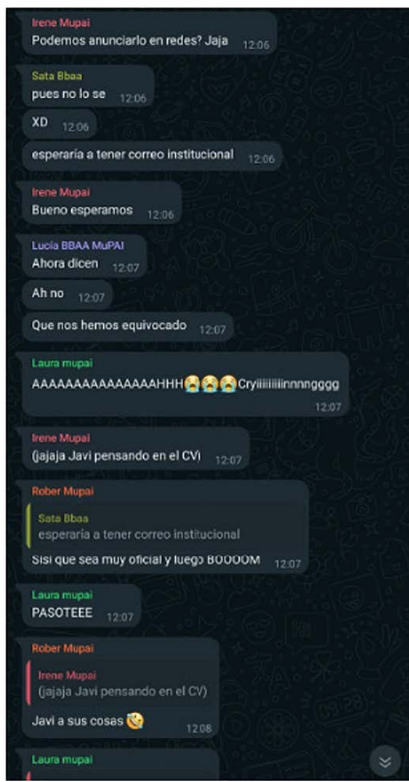 Irene Mupai
Podemos anunciarlo en redes? Jaja 12:06
Sata Bbaa
pues no lo se 12:06
XD 12:06
esperaría a tener correo institucional 12:06
Irene Mupai
Bueno esperamos 12:06
Lucía BBAA MuPAI
Ahora dicen 12:07
Ah no 12:07
Que nos hemos equivocado 12:07
Laura mupai
AAAAAAAAAAAAAAAHHH😭😭😭Cryiiiiiiiiiinnnngggg
12:07
Irene Mupai
(jajaja Javi pensando en el CV) 12:07
Rober Mupai
Sata Bbaa
esperaría a tener correo institucional
Sisi que sea muy oficial y luego BOOOOM 12:07
Laura mupai
PASOTEEE 12:07
Rober Mupai
Irene Mupai
(jajaja Javi pensando en el CV)
Javi a sus cosas 🤣 12:08
Laura mupai